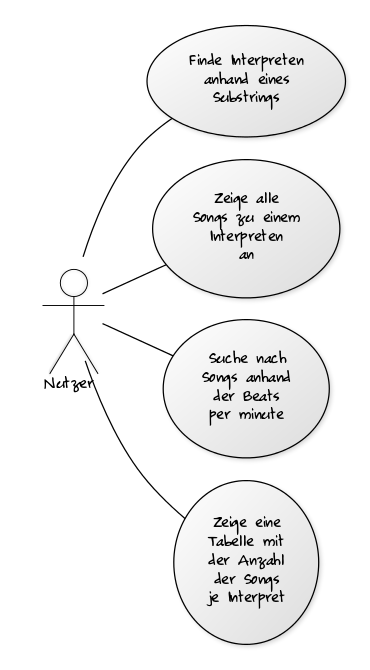 Finde Interpreten
anhand eines
Substrings
Zeige alle
Songs zu einem
Interpreten
an
Nutzer
Suche nach
Songs anhand
der Beats
per minute
Zeige eine
Tabelle mit
der Anzahl
der Songs
je Interpret